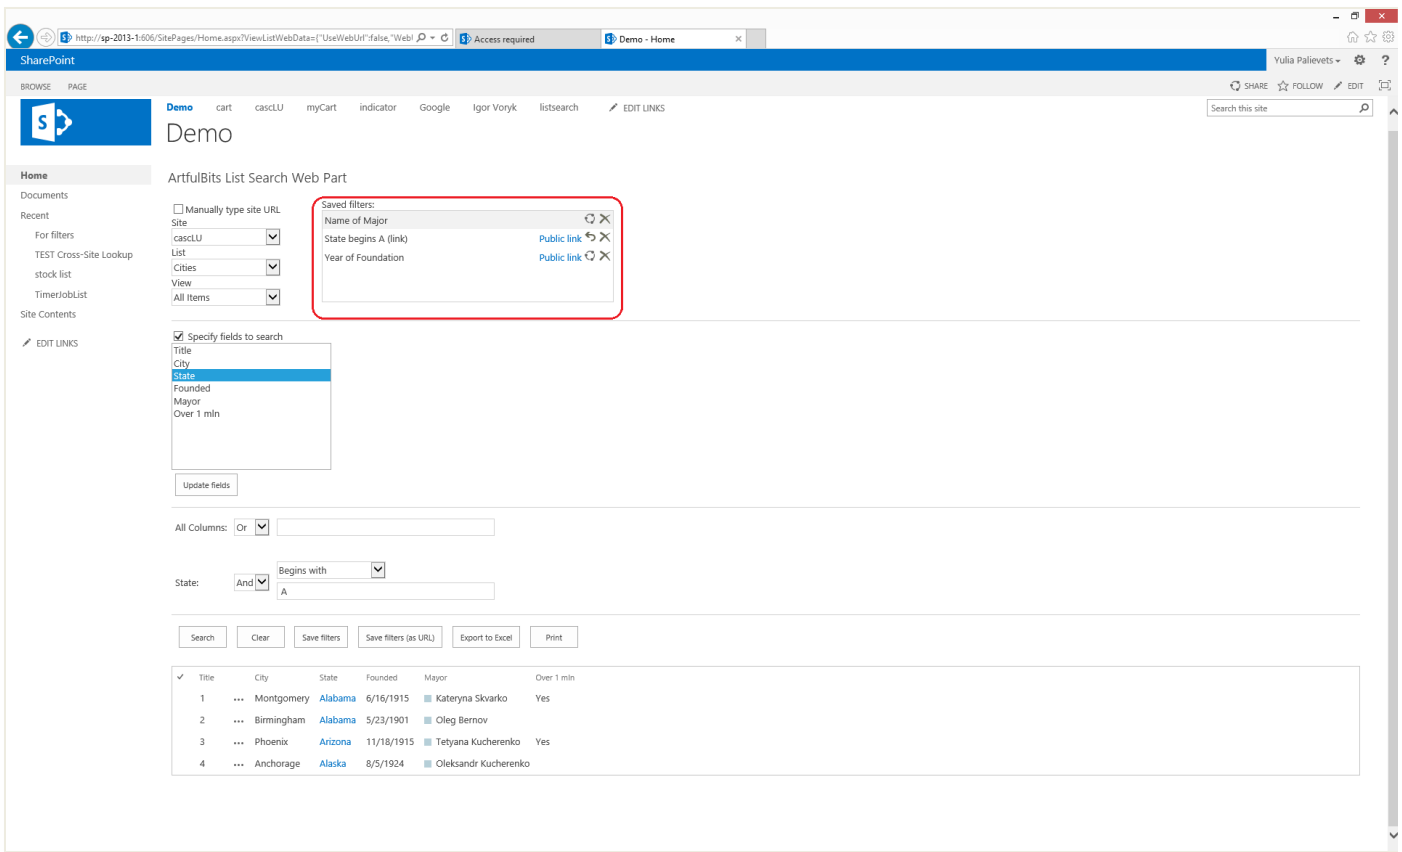 http://sp-2013-1:606/SitePages/Home.aspx?ViewListWebData={"UseWebUrl":false,"Web! Access required Demo - Home
SharePoint Yulia Palievets ?
BROWSE PAGE SHARE FOLLOW EDIT
Demo cart cascLU myCart indicator Google Igor Voryk listsearch EDIT LINKS Search this site
S
Demo
Home
Documents
Recent
For filters
TEST Cross-Site Lookup
stock list
TimerJobList
Site Contents
EDIT LINKS
ArtfulBits List Search Web Part
Manually type site URL
Site
cascLU
List
Cities
View
All Items
Saved filters:
Name of Major
State begins A (link) Public link
Year of Foundation Public link
Specify fields to search
Title
City
State
Founded
Mayor
Over 1 mln
Update fields
All Columns: Or
State: And Begins with
A
Search Clear Save filters Save filters (as URL) Export to Excel Print
Title City State Founded Mayor Over 1 mln
1 ... Montgomery Alabama 6/16/1915 Kateryna Skvarko Yes
2 ... Birmingham Alabama 5/23/1901 Oleg Bernov
3 ... Phoenix Arizona 11/18/1915 Tetyana Kucherenko Yes
4 ... Anchorage Alaska 8/5/1924 Oleksandr Kucherenko